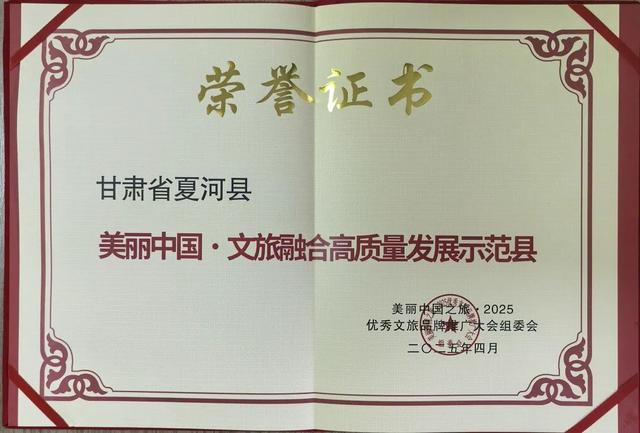 荣誉证书
甘肃省夏河县
美丽中国·文旅融合高质量发展示范县
美丽中国之旅·2025
优秀文旅品牌推广大会组委会
二〇二五年四月